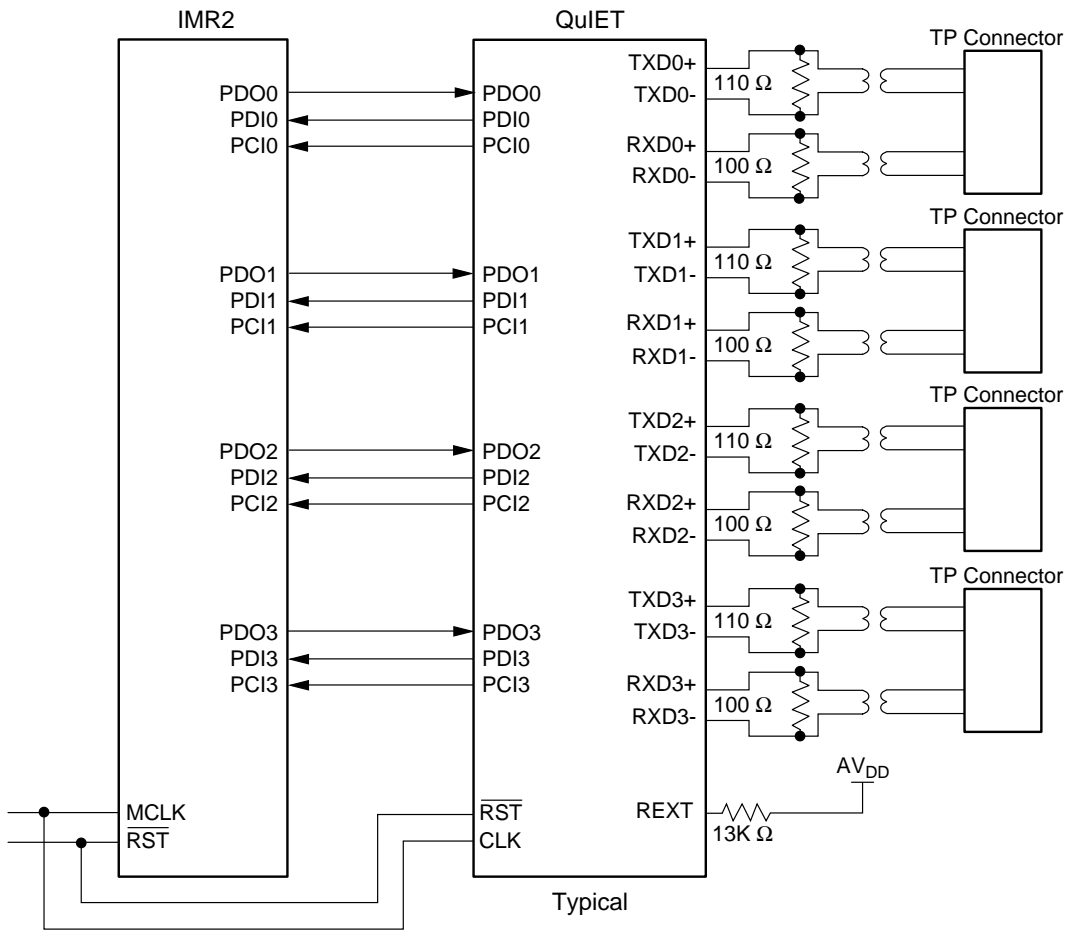 IMR2
QuIET
TP Connector
PDO0
PDI0
PCI0
PDO0
PDI0
PCI0
TXD0+
110 Ω
TXD0-
RXD0+
100 Ω
RXD0-
TP Connector
PDO1
PDI1
PCI1
PDO1
PDI1
PCI1
TXD1+
110 Ω
TXD1-
RXD1+
100 Ω
RXD1-
TP Connector
PDO2
PDI2
PCI2
PDO2
PDI2
PCI2
TXD2+
110 Ω
TXD2-
RXD2+
100 Ω
RXD2-
TP Connector
PDO3
PDI3
PCI3
PDO3
PDI3
PCI3
TXD3+
110 Ω
TXD3-
RXD3+
100 Ω
RXD3-
AVDD
MCLK
RST
RST
CLK
REXT
13K Ω
Typical